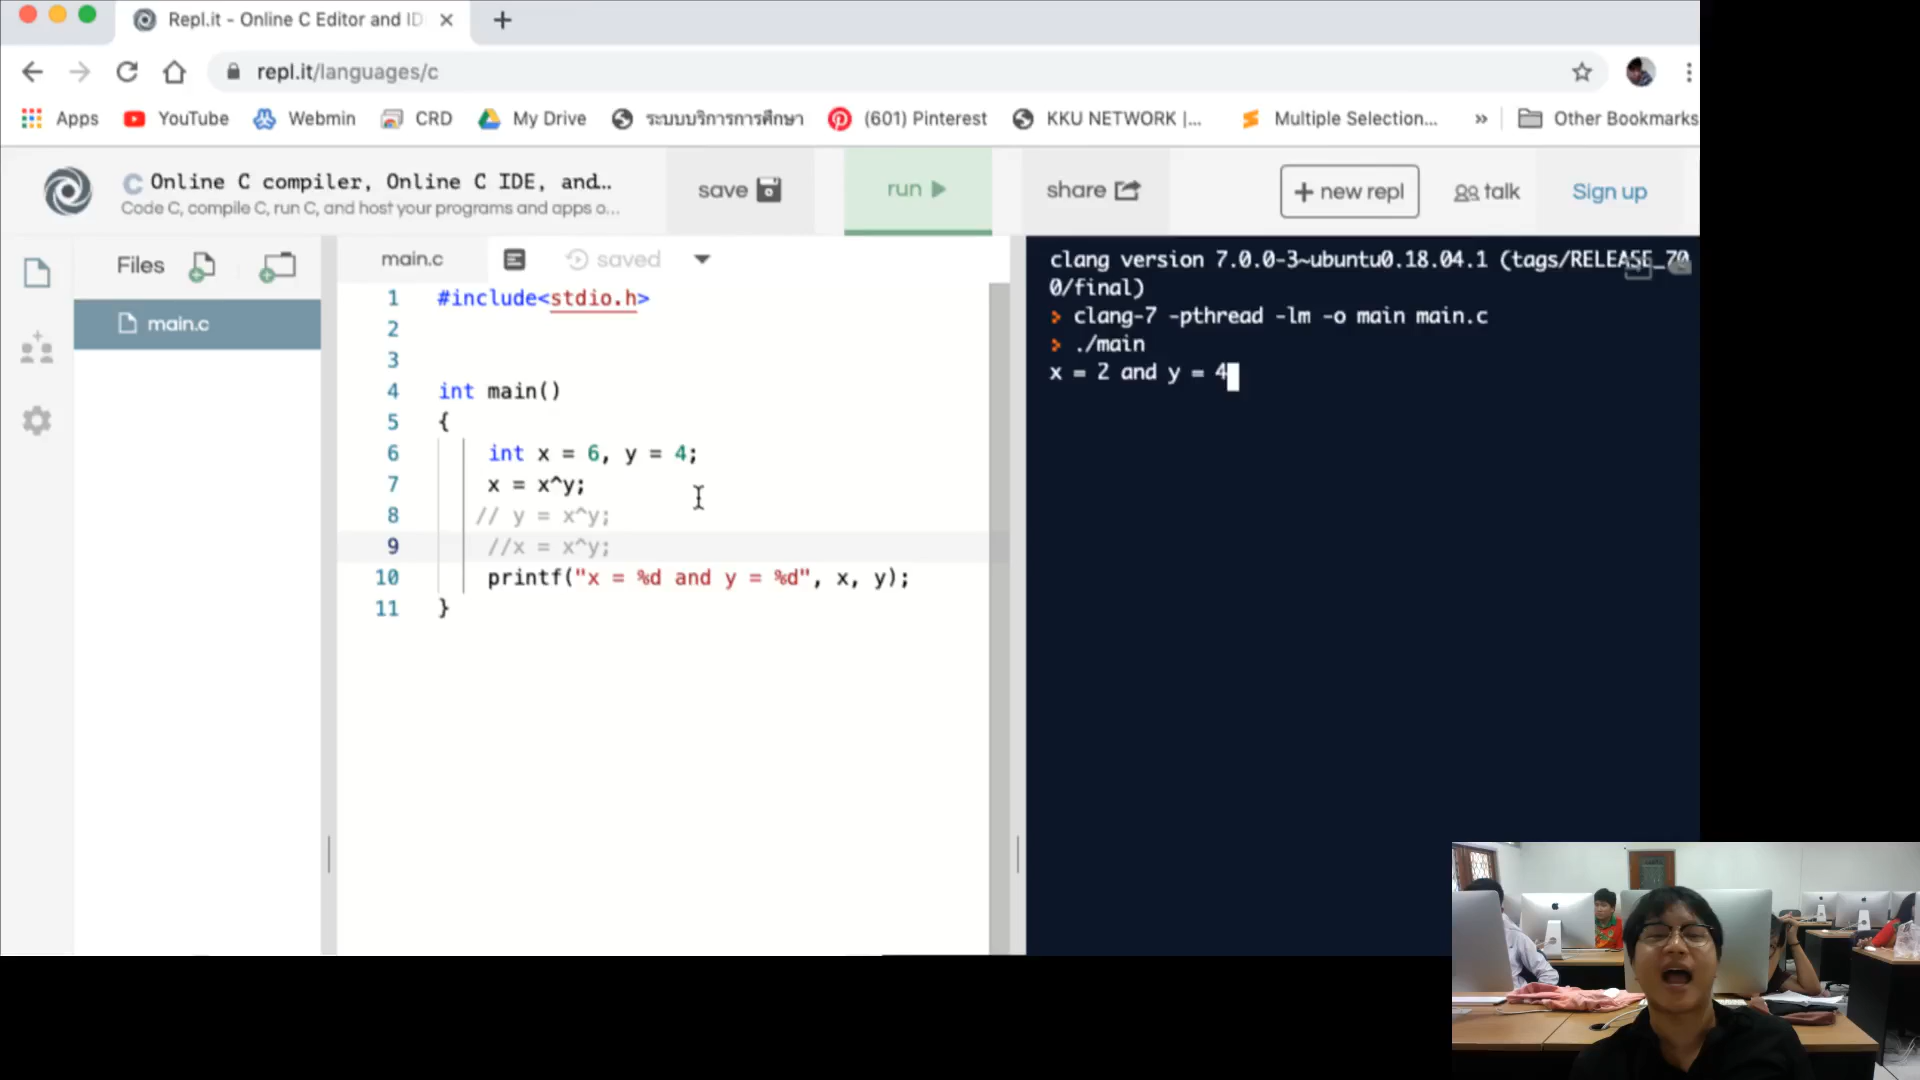 Repl.it - Online C Editor and ID
repl.it/languages/c
Apps YouTube Webmin CRD My Drive ระบบบริการการศึกษา (601) Pinterest KKU NETWORK |... Multiple Selection... » Other Bookmarks
C Online C compiler, Online C IDE, and...
Code C, compile C, run C, and host your programs and apps o...
save run share + new repl talk Sign up
Files
main.c
main.c saved
1 #include<stdio.h>
2
3
4 int main()
5 {
6 int x = 6, y = 4;
7 x = x^y;
8 // y = x^y;
9 //x = x^y;
10 printf("x = %d and y = %d", x, y);
11 }
clang version 7.0.0-3~ubuntu0.18.04.1 (tags/RELEASE_70
0/final)
> clang-7 -pthread -lm -o main main.c
> ./main
x = 2 and y = 4